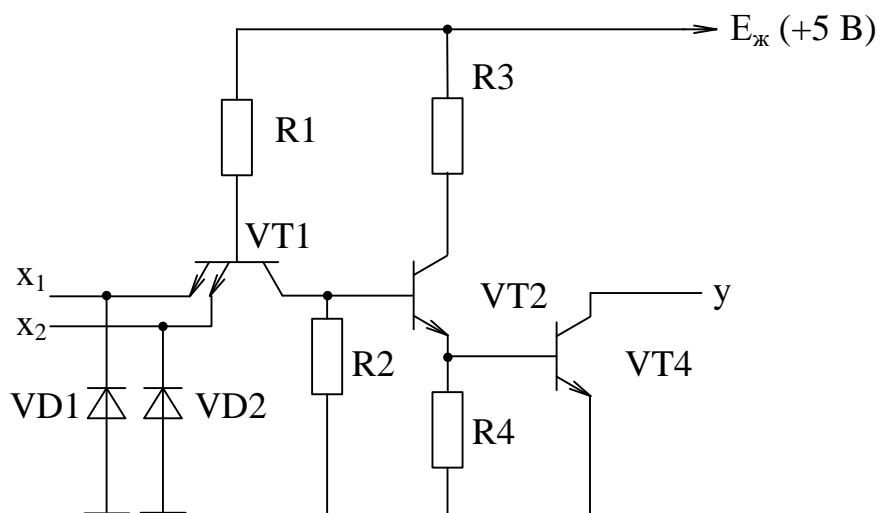 Eж (+5 В)
R3
R1
VT1
x1
VT2
y
x2
R2
VT4
VD1
VD2
R4